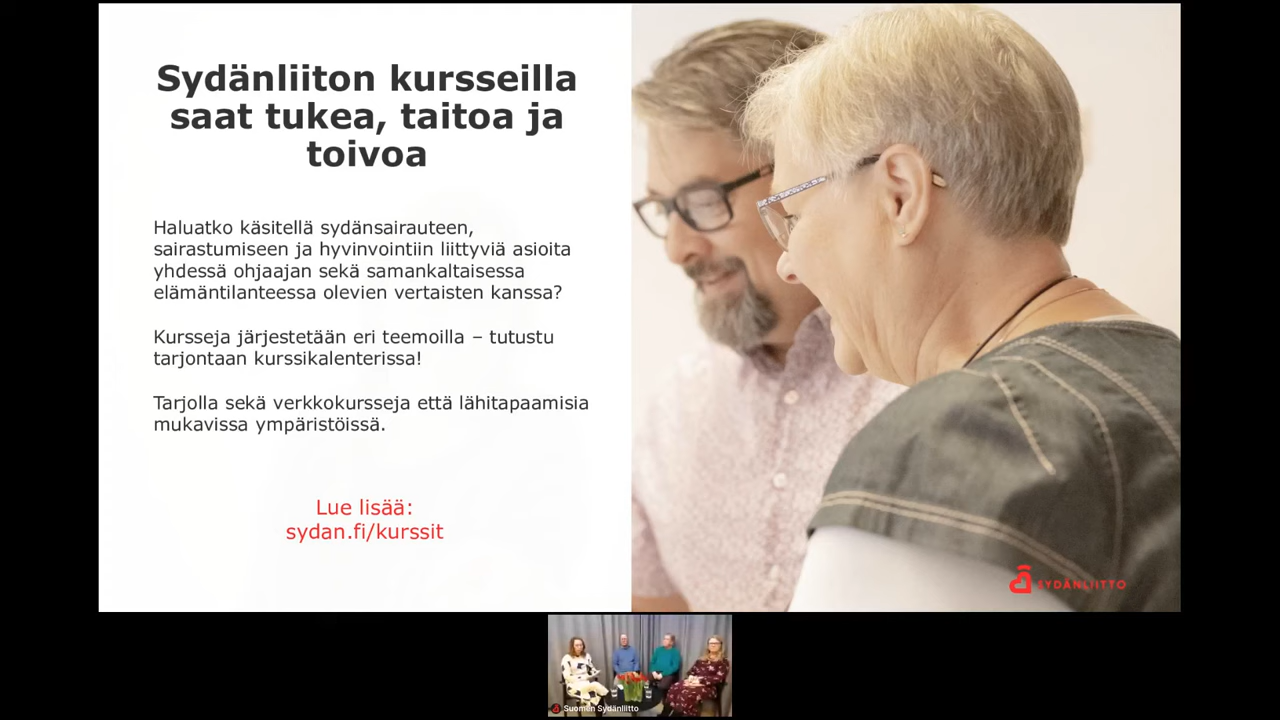 Sydänliiton kursseilla
saat tukea, taitoa ja
toivoa
Haluatko käsitellä sydänsairauteen,
sairastumiseen ja hyvinvointiin liittyviä asioita
yhdessä ohjaajan sekä samankaltaisessa
elämäntilanteessa olevien vertaisten kanssa?
Kursseja järjestetään eri teemoilla – tutustu
tarjontaan kurssikalenterissa!
Tarjolla sekä verkkokursseja että lähitapaamisia
mukavissa ympäristöissä.
Lue lisää:
sydan.fi/kurssit
SYDÄNLIITTO
Suomen Sydänliitto